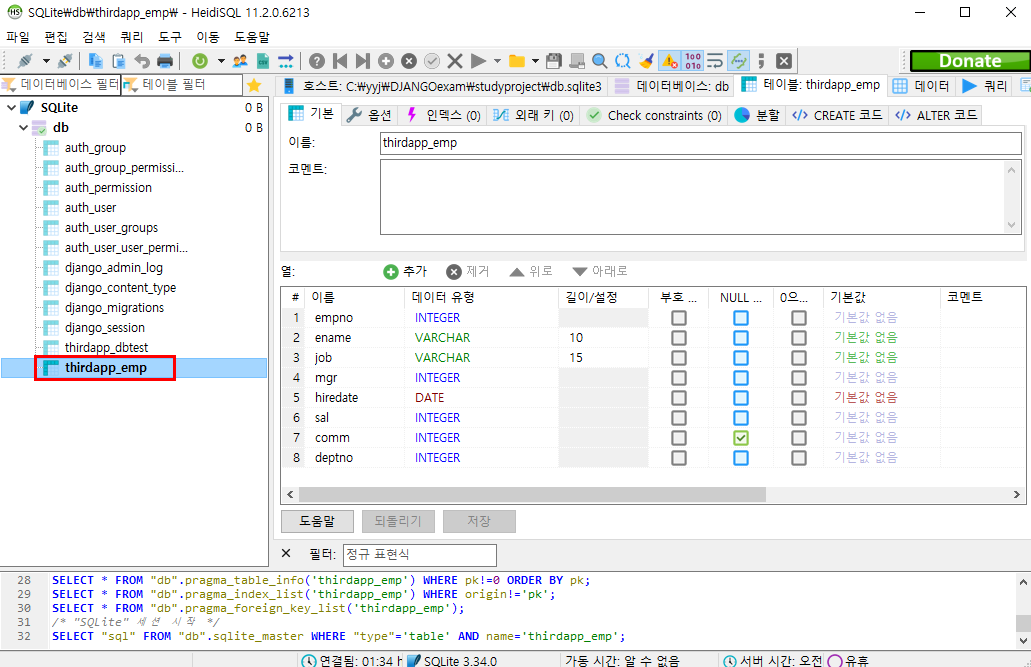 SQLite￦db￦thirdapp_emp￦ - HeidiSQL 11.2.0.6213
파일 편집 검색 쿼리 도구 이동 도움말
Donate
데이터베이스 필터 테이블 필터
호스트: C:￦yyj￦DJANGOexam￦studyproject￦db.sqlite3 데이터베이스: db 테이블: thirdapp_emp 데이터 쿼리
SQLite 0 B
db 0 B
auth_group
auth_group_permissi...
auth_permission
auth_user
auth_user_groups
auth_user_user_permi...
django_admin_log
django_content_type
django_migrations
django_session
thirdapp_dbtest
thirdapp_emp
기본 옵션 인덱스 (0) 외래 키 (0) Check constraints (0) 분할 CREATE 코드 ALTER 코드
이름: thirdapp_emp
코멘트:
열: 추가 제거 위로 아래로
# 이름 데이터 유형 길이/설정 부호 ... NULL ... 0으... 기본값 코멘트
1 empno INTEGER 기본값 없음
2 ename VARCHAR 10 기본값 없음
3 job VARCHAR 15 기본값 없음
4 mgr INTEGER 기본값 없음
5 hiredate DATE 기본값 없음
6 sal INTEGER 기본값 없음
7 comm INTEGER 기본값 없음
8 deptno INTEGER 기본값 없음
도움말 되돌리기 저장
필터: 정규 표현식
28 SELECT * FROM "db".pragma_table_info('thirdapp_emp') WHERE pk!=0 ORDER BY pk;
29 SELECT * FROM "db".pragma_index_list('thirdapp_emp') WHERE origin!='pk';
30 SELECT * FROM "db".pragma_foreign_key_list('thirdapp_emp');
31 /* "SQLite" 세션 시작 */
32 SELECT "sql" FROM "db".sqlite_master WHERE "type"='table' AND name='thirdapp_emp';
연결됨: 01:34 h SQLite 3.34.0 가동 시간: 알 수 없음 서버 시간: 오전 유휴